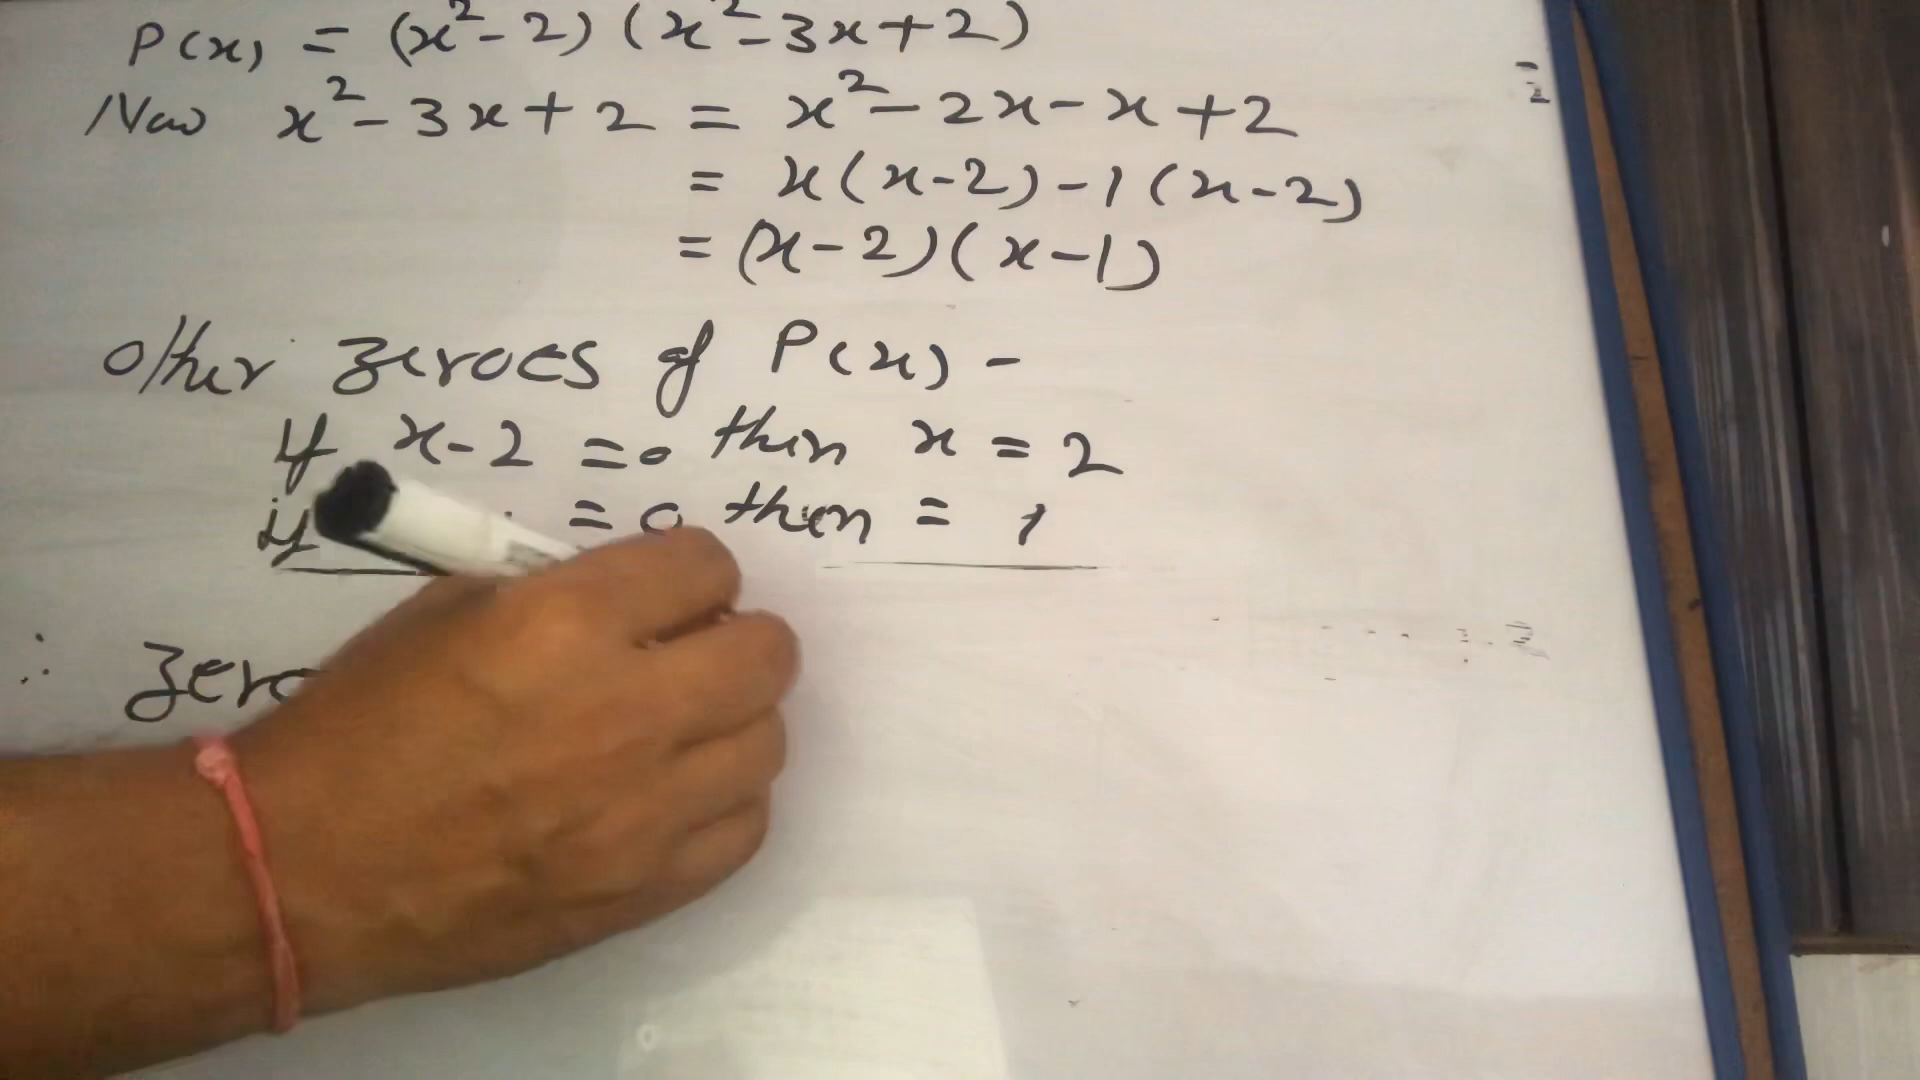 P(x) = (x²-2)(x²-3x+2)
Now x²-3x+2 = x²-2x-x+2
= x(x-2)-1(x-2)
= (x-2)(x-1)
other zeroes of P(x) -
If x-2 =0 then x = 2
if = 0 then = 1
∴